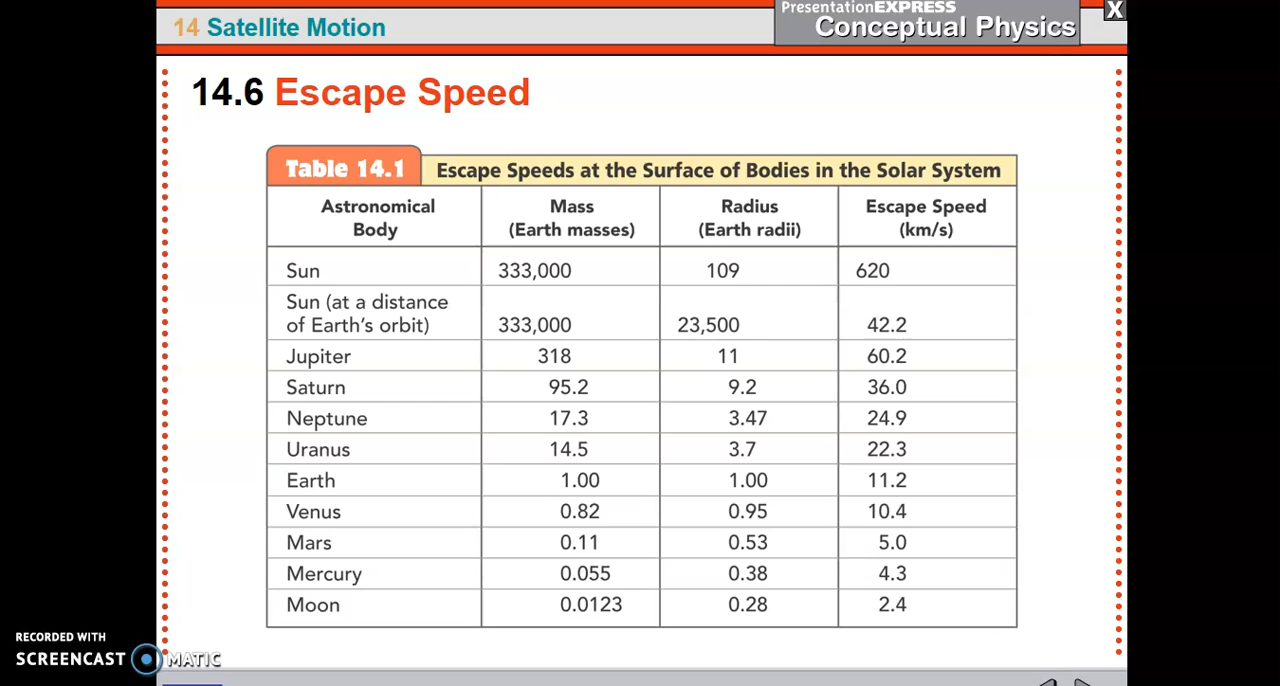 14 Satellite Motion
PresentationEXPRESS
Conceptual Physics
X
14.6 Escape Speed
Table 14.1 Escape Speeds at the Surface of Bodies in the Solar System
Astronomical Body Mass (Earth masses) Radius (Earth radii) Escape Speed (km/s)
Sun 333,000 109 620
Sun (at a distance
of Earth's orbit) 333,000 23,500 42.2
Jupiter 318 11 60.2
Saturn 95.2 9.2 36.0
Neptune 17.3 3.47 24.9
Uranus 14.5 3.7 22.3
Earth 1.00 1.00 11.2
Venus 0.82 0.95 10.4
Mars 0.11 0.53 5.0
Mercury 0.055 0.38 4.3
Moon 0.0123 0.28 2.4
RECORDED WITH
SCREENCAST MATIC